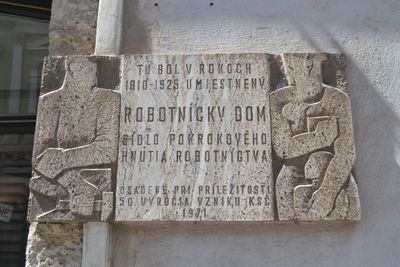 TU BOL V ROKOCH
1910-1925 UMIESTNENÝ
ROBOTNÍCKY DOM
SÍDLO POKROKOVÉHO
HNUTIA ROBOTNÍCTVA
OSADENÉ PRI PRÍLEŽITOSTI
50. VÝROČIA VZNIKU KSČ
1971